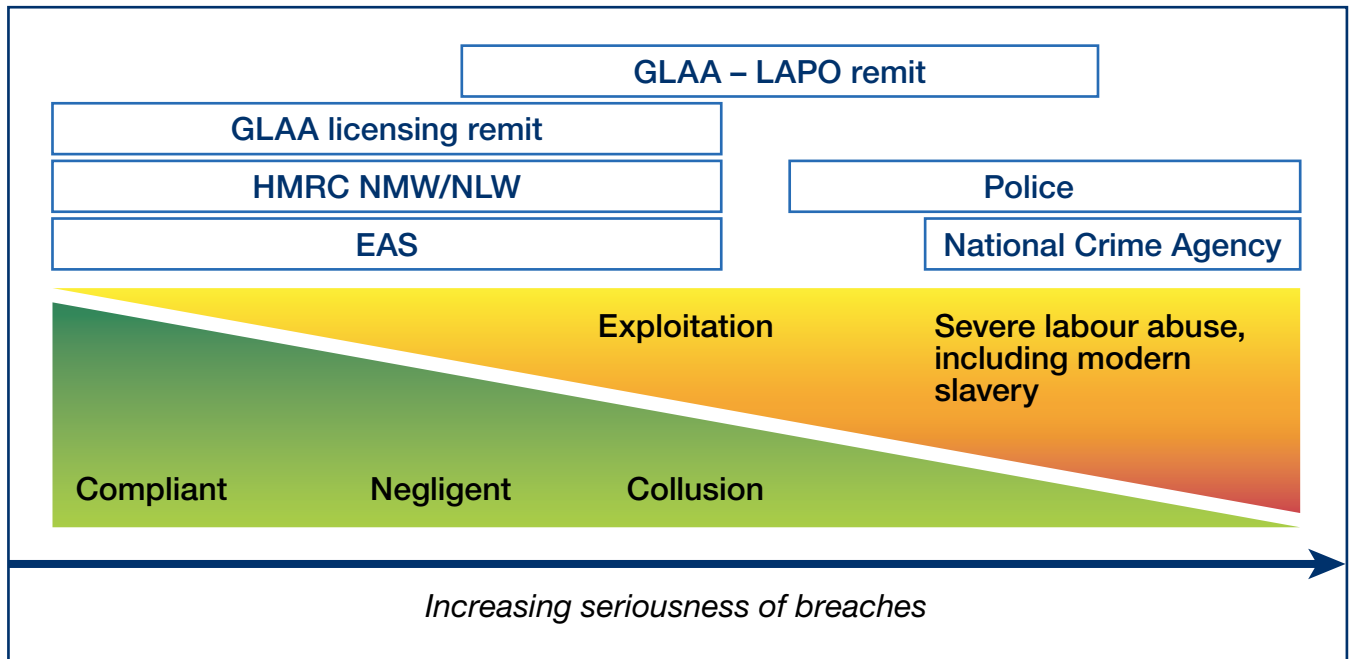 GLAA – LAPO remit
GLAA licensing remit
HMRC NMW/NLW
Police
EAS
National Crime Agency
Exploitation
Severe labour abuse,
including modern
slavery
Compliant
Negligent
Collusion
Increasing seriousness of breaches